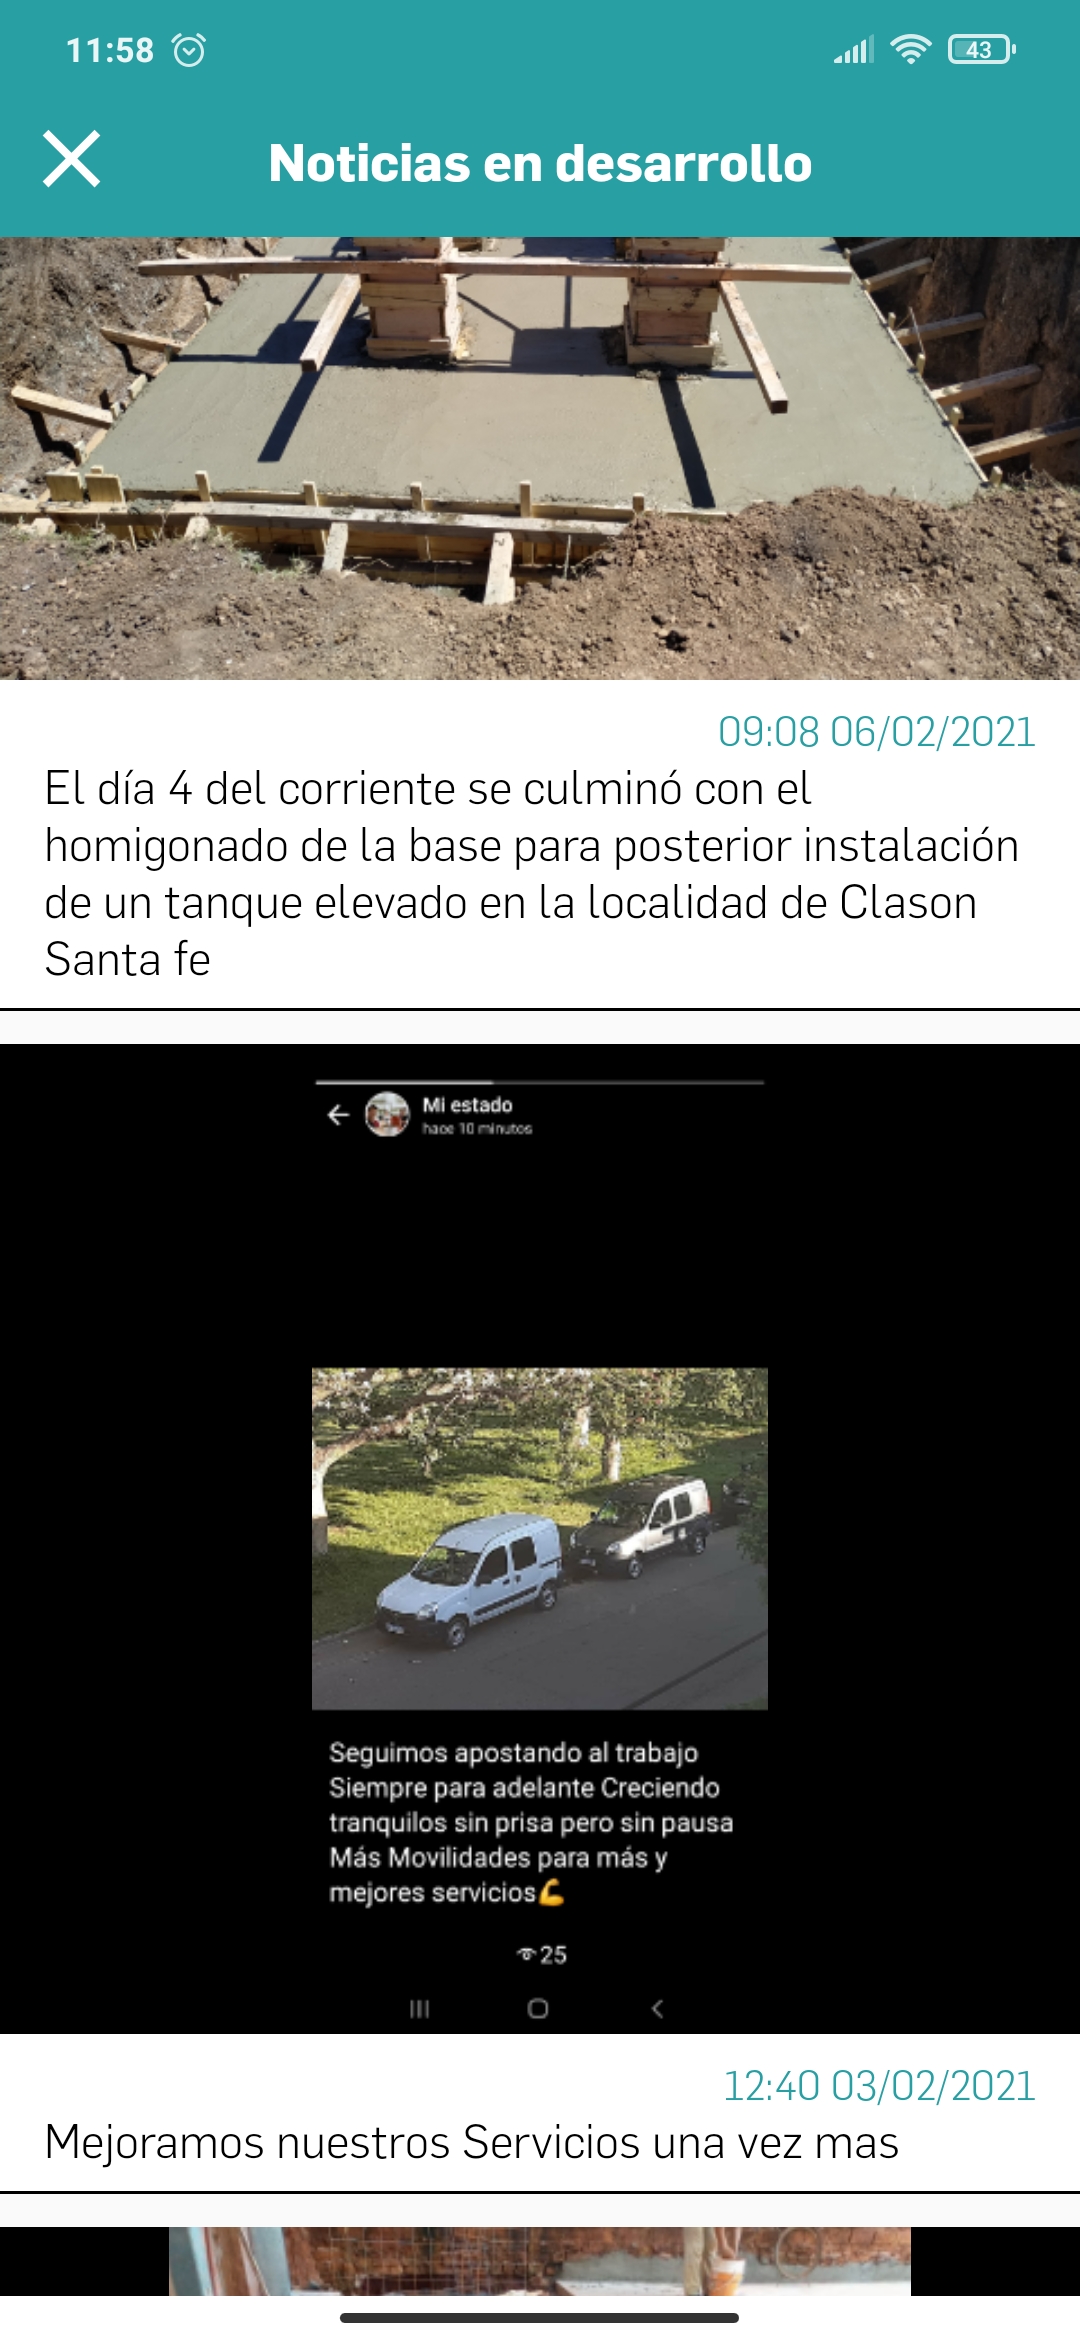 11:58
43
Noticias en desarrollo
09:08 06/02/2021
El día 4 del corriente se culminó con el
homigonado de la base para posterior instalación
de un tanque elevado en la localidad de Clason
Santa fe
Mi estado
hace 10 minutos
Seguimos apostando al trabajo
Siempre para adelante Creciendo
tranquilos sin prisa pero sin pausa
Más Movilidades para más y
mejores servicios💪
25
12:40 03/02/2021
Mejoramos nuestros Servicios una vez mas